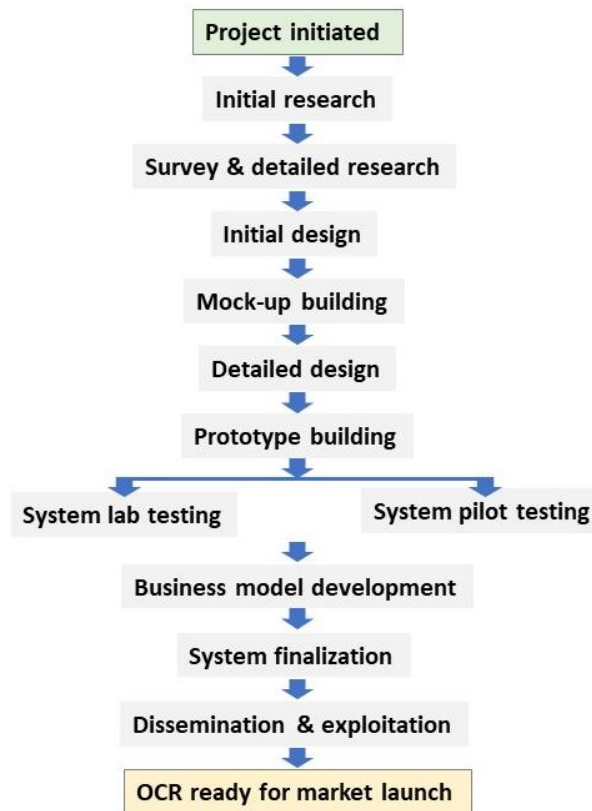 Project initiated
Initial research
Survey & detailed research
Initial design
Mock-up building
Detailed design
Prototype building
System lab testing
System pilot testing
Business model development
System finalization
Dissemination & exploitation
OCR ready for market launch